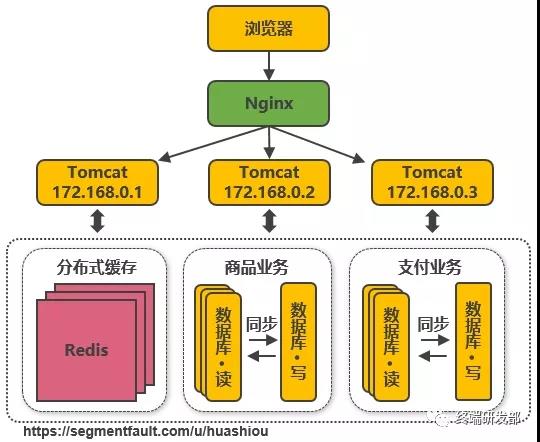 浏览器
Nginx
Tomcat
172.168.0.1
Tomcat
172.168.0.2
Tomcat
172.168.0.3
分布式缓存
Redis
商品业务
数据库·读
同步
数据库·写
支付业务
数据库·读
同步
数据库·写
终端研发部
https://segmentfault.com/u/huashiou